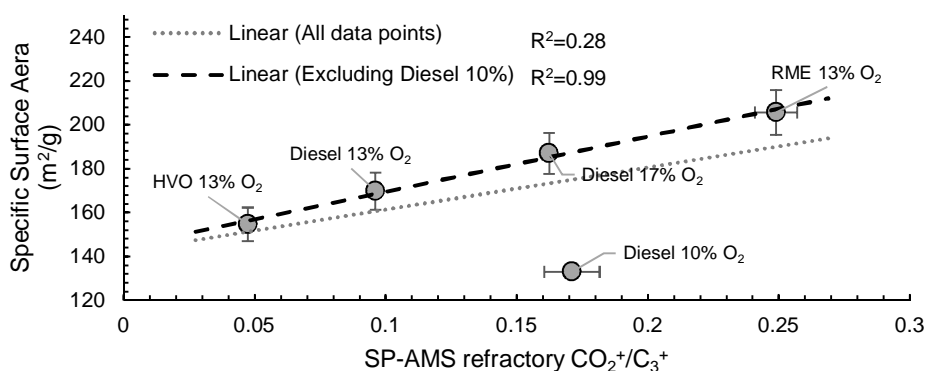 Linear (All data points) R²=0.28
Linear (Excluding Diesel 10%) R²=0.99
Specific Surface Aera
(m²/g)
240
220
200
180
160
140
120
RME 13% O₂
Diesel 13% O₂
HVO 13% O₂
Diesel 17% O₂
Diesel 10% O₂
0 0.05 0.1 0.15 0.2 0.25 0.3
SP-AMS refractory CO₂⁺/C₃⁺